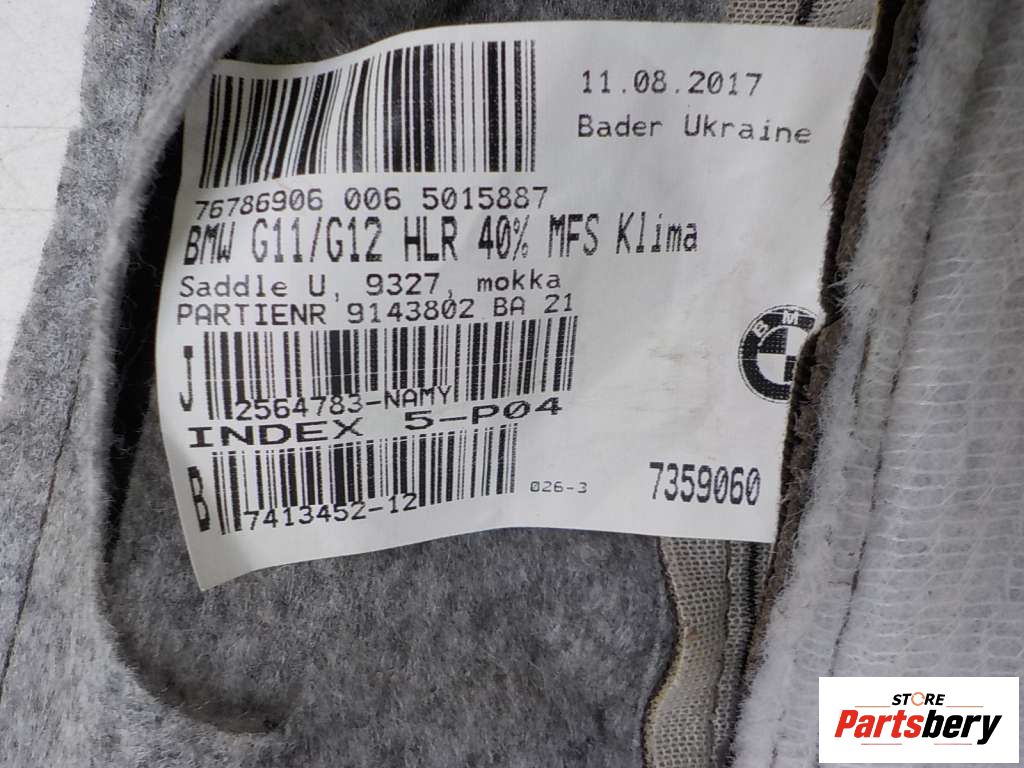 11.08.2017
Bader Ukraine
76786906 006 5015887
BMW G11/G12 HLR 40% MFS Klima
Saddle U, 9327, mokka
PARTIENR 9143802 BA 21
J
2564783-NAMY
INDEX 5-P04
B
7413452-12
026-3
7359060
BM
STORE
Partsbery